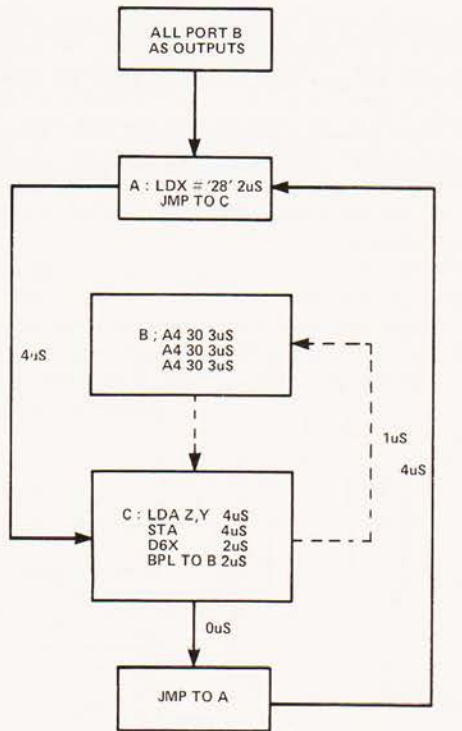 ALL PORT B
AS OUTPUTS
A : LDX # '28' 2uS
JMP TO C
B ; A4 30 3uS
A4 30 3uS
A4 30 3uS
4uS
1uS
4uS
C : LDA Z,Y 4uS
STA 4uS
D6X 2uS
BPL TO B 2uS
0uS
JMP TO A